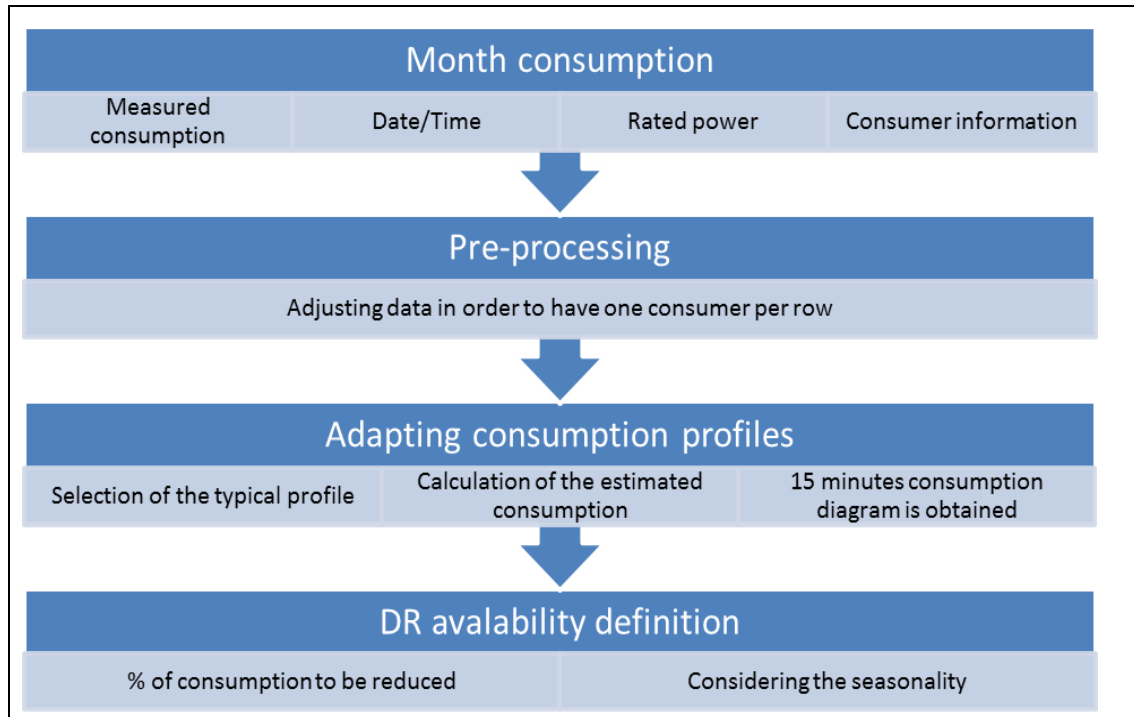 Month consumption
Measured
consumption
Date/Time
Rated power
Consumer information
Pre-processing
Adjusting data in order to have one consumer per row
Adapting consumption profiles
Selection of the typical profile
Calculation of the estimated
consumption
15 minutes consumption
diagram is obtained
DR avalability definition
% of consumption to be reduced
Considering the seasonality